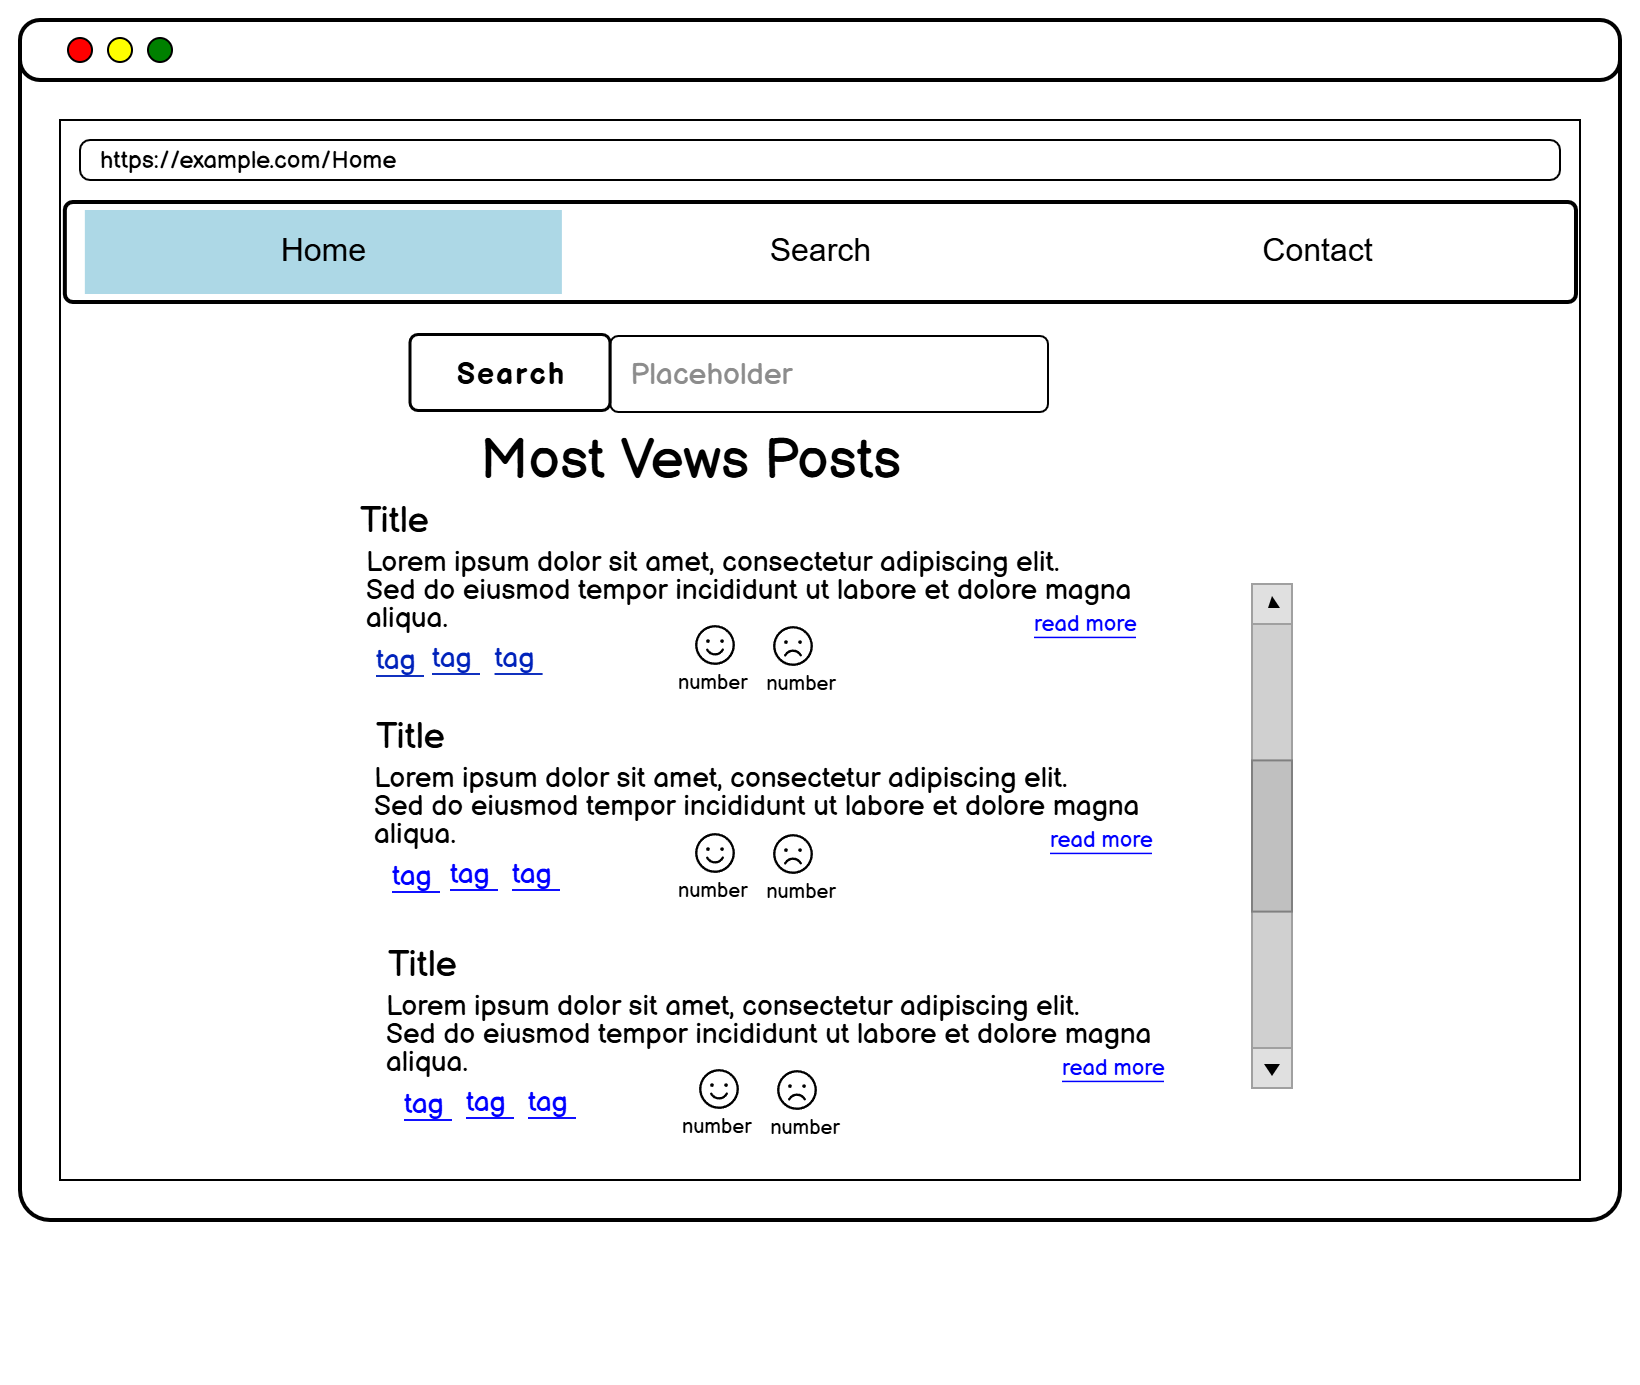 https://example.com/Home
Home Search Contact
Search Placeholder
Most Vews Posts
Title
Lorem ipsum dolor sit amet, consectetur adipiscing elit.
Sed do eiusmod tempor incididunt ut labore et dolore magna
aliqua.
read more
tag tag tag
number number
Title
Lorem ipsum dolor sit amet, consectetur adipiscing elit.
Sed do eiusmod tempor incididunt ut labore et dolore magna
aliqua.
read more
tag tag tag
number number
Title
Lorem ipsum dolor sit amet, consectetur adipiscing elit.
Sed do eiusmod tempor incididunt ut labore et dolore magna
aliqua.
read more
tag tag tag
number number